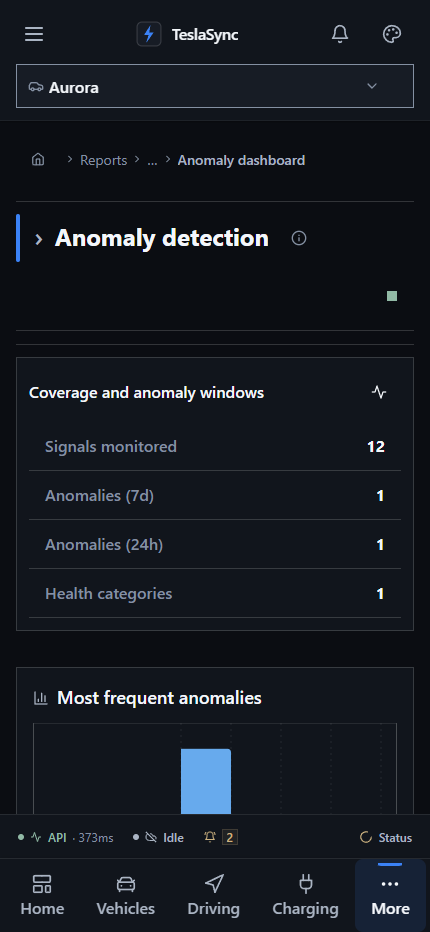 TeslaSync
Aurora
Reports
...
Anomaly dashboard
Anomaly detection
Coverage and anomaly windows
Signals monitored 12
Anomalies (7d) 1
Anomalies (24h) 1
Health categories 1
Most frequent anomalies
API · 373ms Idle 2 Status
Home Vehicles Driving Charging More